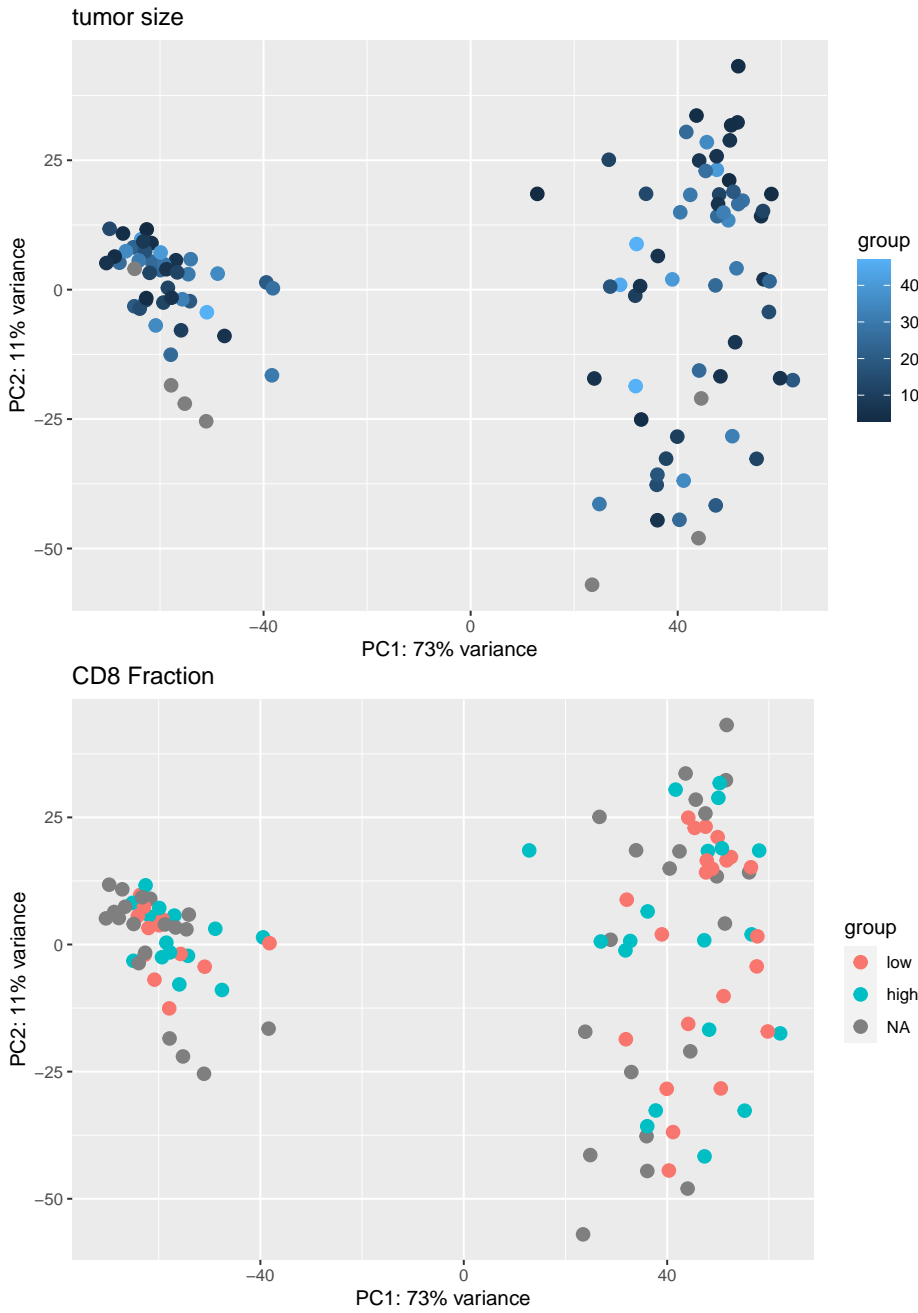 tumor size
PC2: 11% variance
25
0
−25
−50
−40
0
40
PC1: 73% variance
group
40
30
20
10
CD8 Fraction
PC2: 11% variance
25
0
−25
−50
−40
0
40
PC1: 73% variance
group
low
high
NA